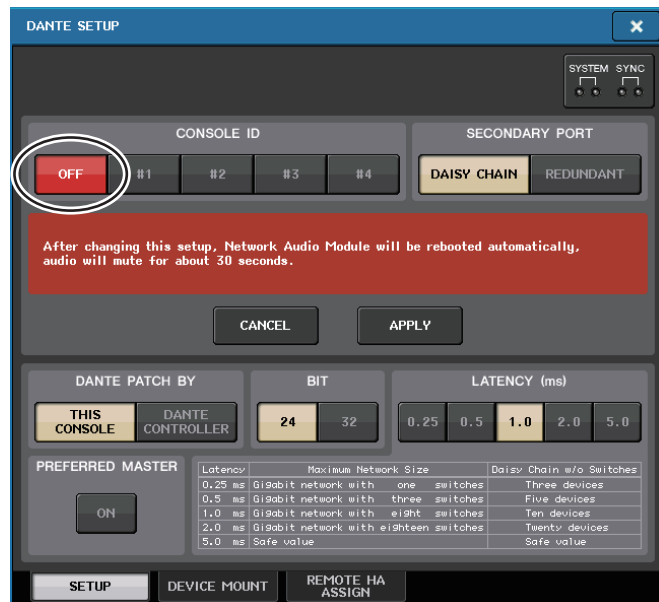 DANTE SETUP
SYSTEM SYNC
CONSOLE ID
SECONDARY PORT
OFF
#1
#2
#3
#4
DAISY CHAIN
REDUNDANT
After changing this setup, Network Audio Module will be rebooted automatically,
audio will mute for about 30 seconds.
CANCEL
APPLY
DANTE PATCH BY
BIT
LATENCY (ms)
THIS
CONSOLE
DANTE
CONTROLLER
24
32
0.25
0.5
1.0
2.0
5.0
PREFERRED MASTER
ON
Latency Maximum Network Size Daisy Chain w/o Switches
0.25 ms Gigabit network with one switches Three devices
0.5 ms Gigabit network with three switches Five devices
1.0 ms Gigabit network with eight switches Ten devices
2.0 ms Gigabit network with eighteen switches Twenty devices
5.0 ms Safe value Safe value
SETUP
DEVICE MOUNT
REMOTE HA
ASSIGN